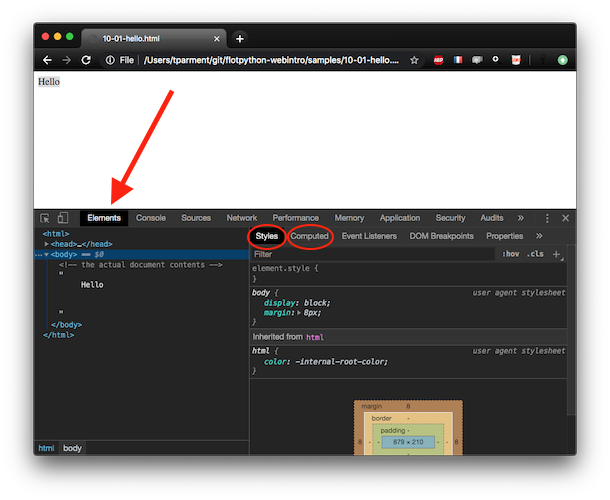 10-01-hello.html
File /Users/tparment/git/flotpython-webintro/samples/10-01-hello....
ABP
Hello
Elements Console Sources Network Performance Memory Application Security Audits »
<html>
<head>…</head>
<body> == $0
<!-- the actual document contents -->
"
Hello
"
</body>
</html>
html body
Styles Computed Event Listeners DOM Breakpoints Properties »
Filter :hov .cls +
element.style {
}
body { user agent stylesheet
display: block;
margin: 8px;
}
Inherited from html
html { user agent stylesheet
color: -internal-root-color;
}
margin 8
border -
padding -
8 - - 879 × 210 - - 8
-